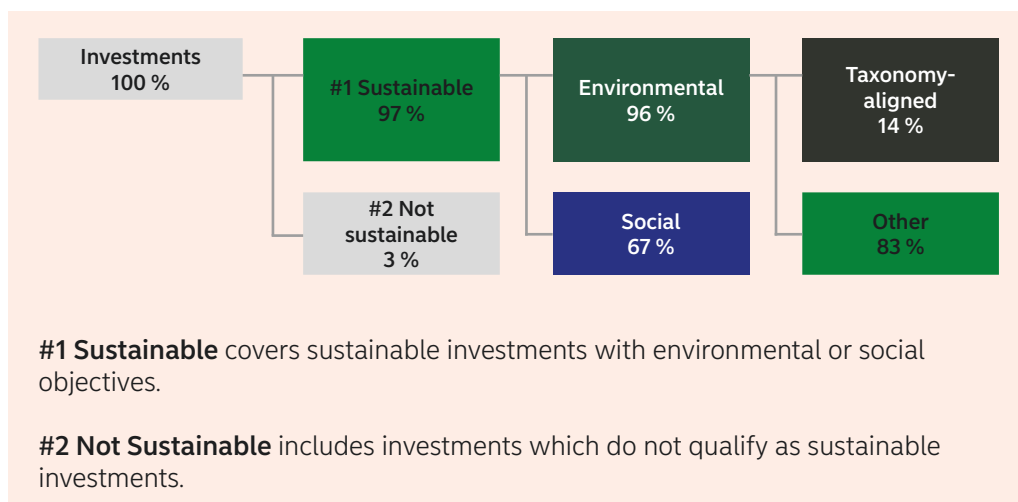 Investments
100 %
#1 Sustainable
97 %
Environmental
96 %
Taxonomy-
aligned
14 %
#2 Not
sustainable
3 %
Social
67 %
Other
83 %
#1 Sustainable covers sustainable investments with environmental or social
objectives.
#2 Not Sustainable includes investments which do not qualify as sustainable
investments.